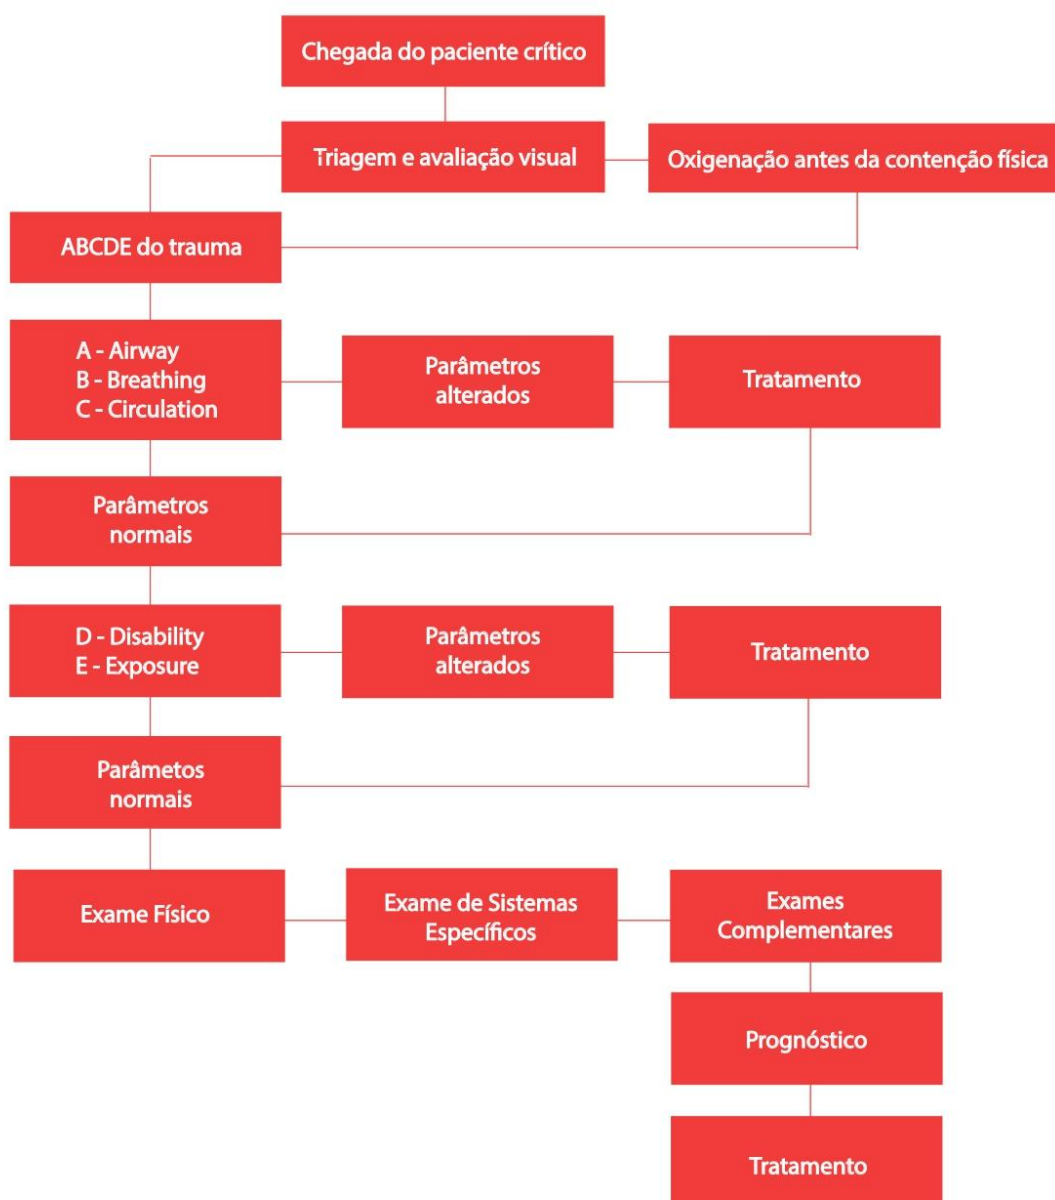 Chegada do paciente crítico
Triagem e avaliação visual
Oxigenação antes da contenção física
ABCDE do trauma
A - Airway
B - Breathing
C - Circulation
Parâmetros
alterados
Tratamento
Parâmetros
normais
D - Disability
E - Exposure
Parâmetros
alterados
Tratamento
Parâmetos
normais
Exame Físico
Exame de Sistemas
Específicos
Exames
Complementares
Prognóstico
Tratamento